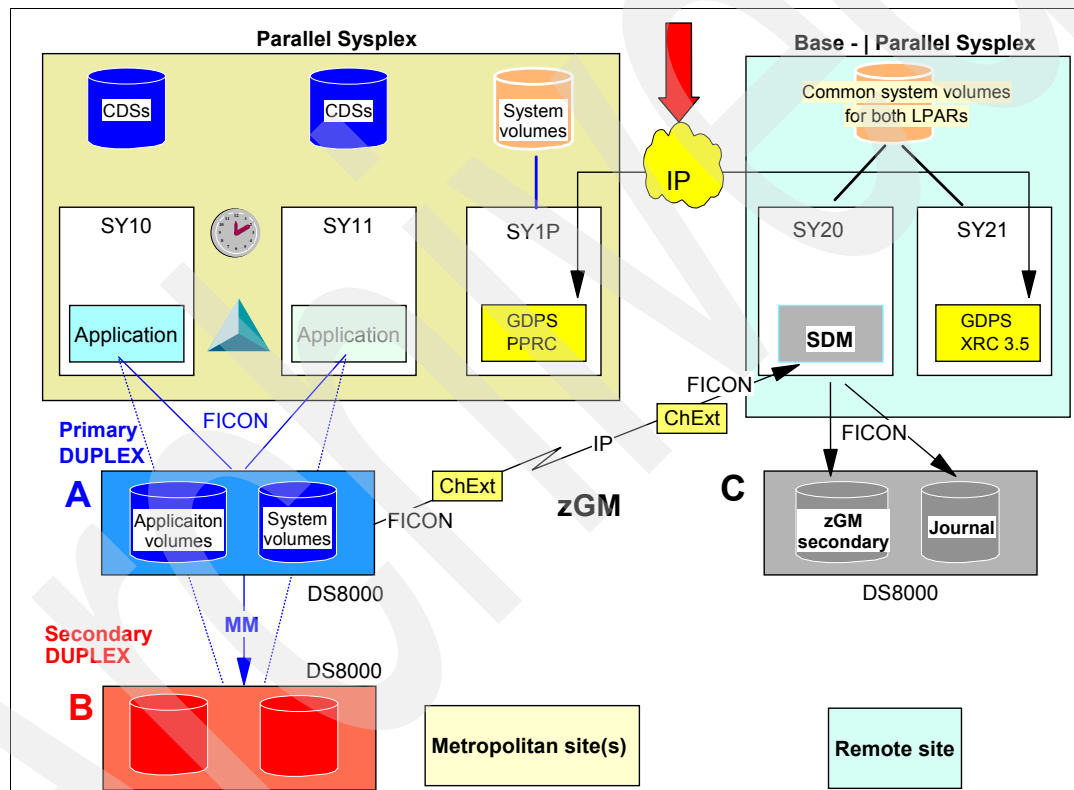 Parallel Sysplex
Base - | Parallel Sysplex
CDSs
CDSs
System
volumes
Common system volumes
for both LPARs
IP
SY10
SY11
SY1P
SY20
SY21
Application
Application
GDPS
PPRC
SDM
GDPS
XRC 3.5
FICON
FICON
ChExt
FICON
Primary
DUPLEX
IP
ChExt
A
Applicaiton
volumes
System
volumes
FICON
zGM
C
zGM
secondary
Journal
DS8000
DS8000
MM
Secondary
DUPLEX
DS8000
B
Metropolitan site(s)
Remote site